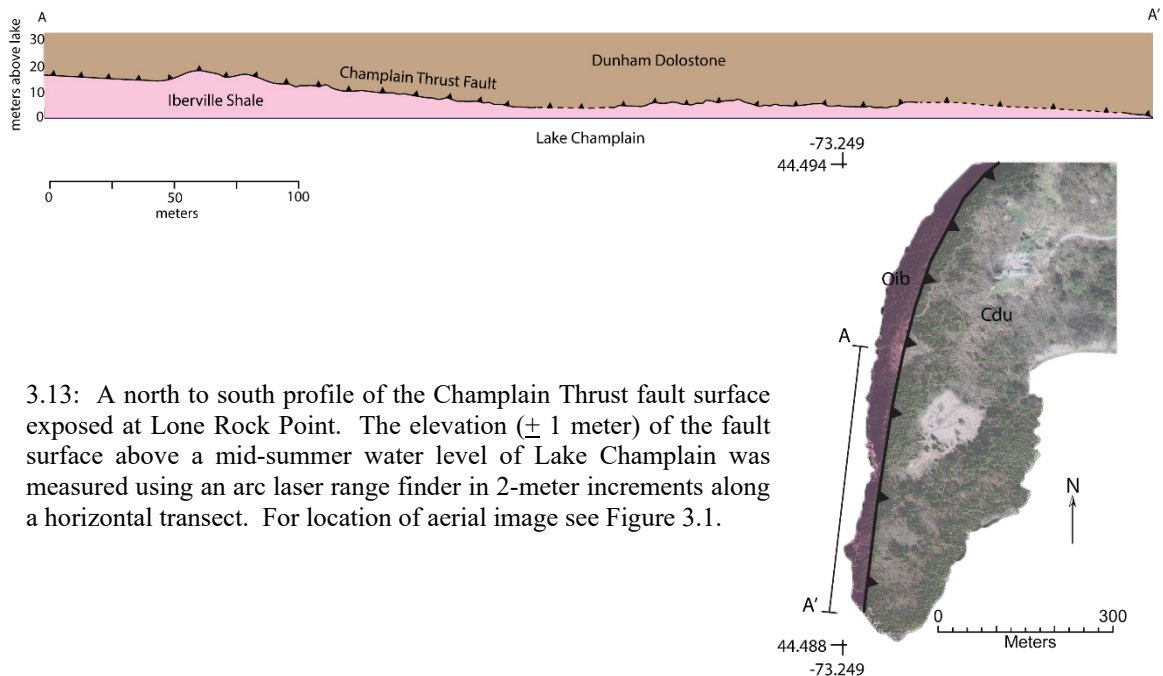 A
A'
meters above lake
30
20
10
0
Dunham Dolostone
Champlain Thrust Fault
Iberville Shale
Lake Champlain
0 50 100
meters
-73.249
44.494
Oib
Cdu
A
3.13: A north to south profile of the Champlain Thrust fault surface
exposed at Lone Rock Point. The elevation (± 1 meter) of the fault
surface above a mid-summer water level of Lake Champlain was
measured using an arc laser range finder in 2-meter increments along
a horizontal transect. For location of aerial image see Figure 3.1.
N
A'
0 300
Meters
44.488
-73.249